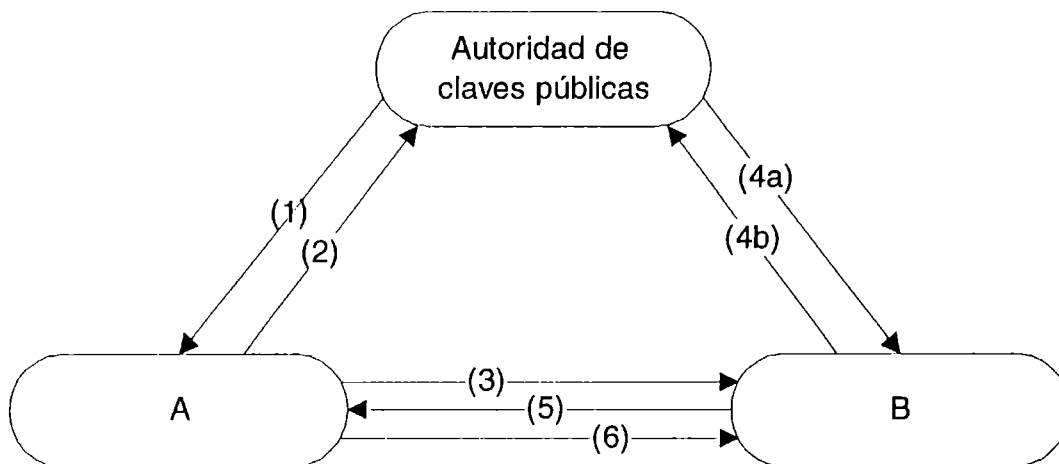 Autoridad de
claves públicas
(1)
(2)
(4a)
(4b)
(3)
(5)
(6)
A
B